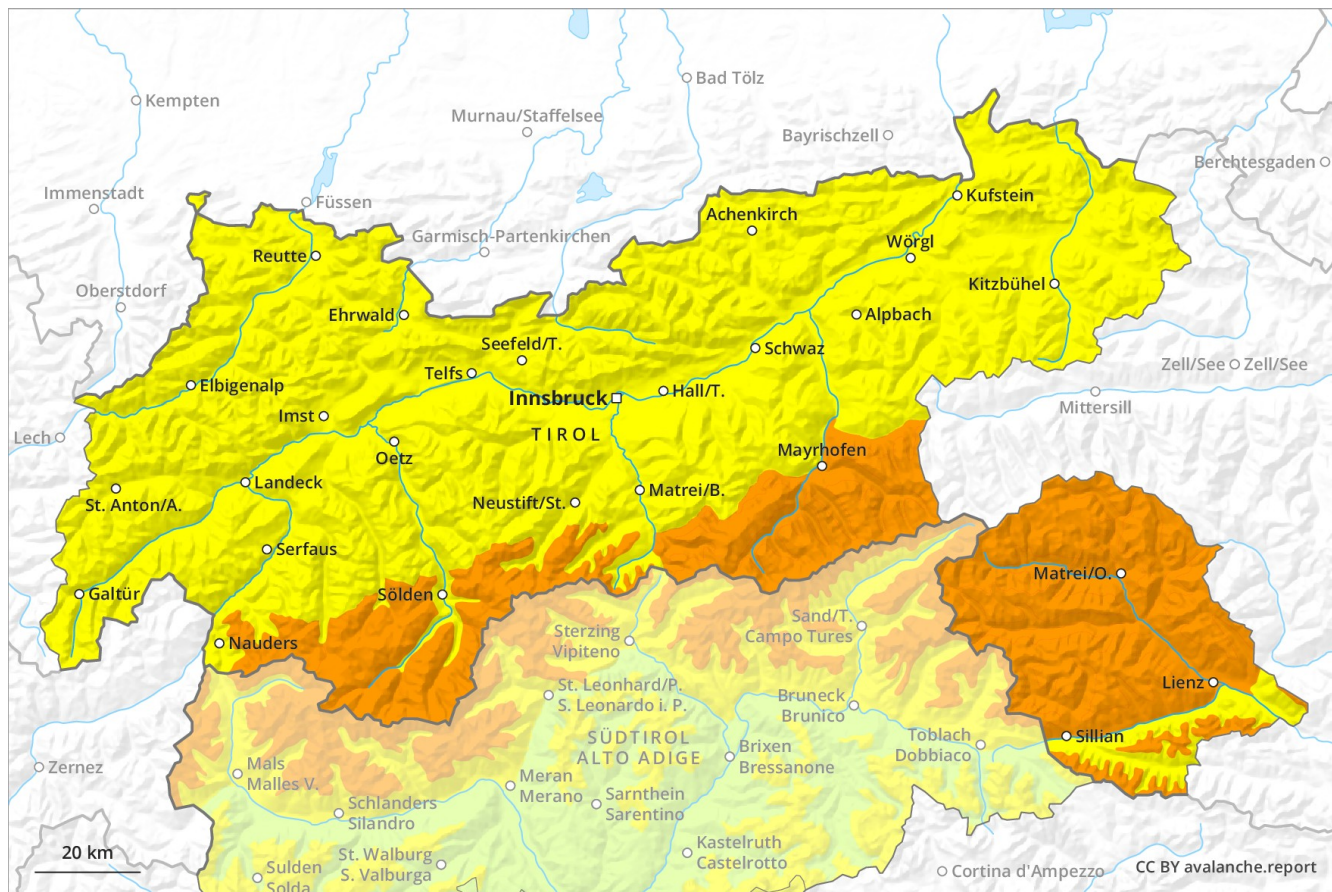 Kempten
Bad Tölz
Murnau/Staffelsee
Bayrischzell
Berchtesgaden
Immenstadt
Füssen
Kufstein
Achenkirch
Garmisch-Partenkirchen
Wörgl
Reutte
Oberstdorf
Kitzbühel
Ehrwald
Alpbach
Seefeld/T.
Schwaz
Telfs
Zell/See
Zell/See
Elbigenalp
Innsbruck
Hall/T.
Mittersill
Imst
TIROL
Lech
Mayrhofen
Oetz
Landeck
Matrei/B.
St. Anton/A.
Neustift/St.
Serfaus
Matrei/O.
Galtür
Sölden
Sand/T.
Campo Tures
Sterzing
Vipiteno
Nauders
Lienz
St. Leonhard/P.
S. Leonardo i. P.
Bruneck
Brunico
SÜDTIROL
ALTO ADIGE
Toblach
Dobbiaco
Sillian
Brixen
Bressanone
Zernez
Mals
Malles V.
Meran
Merano
Sarnthein
Sarentino
Schlanders
Silandro
Kastelruth
Castelrotto
20 km
St. Walburg
S. Valburga
Sulden
Solda
Cortina d'Ampezzo
CC BY avalanche.report